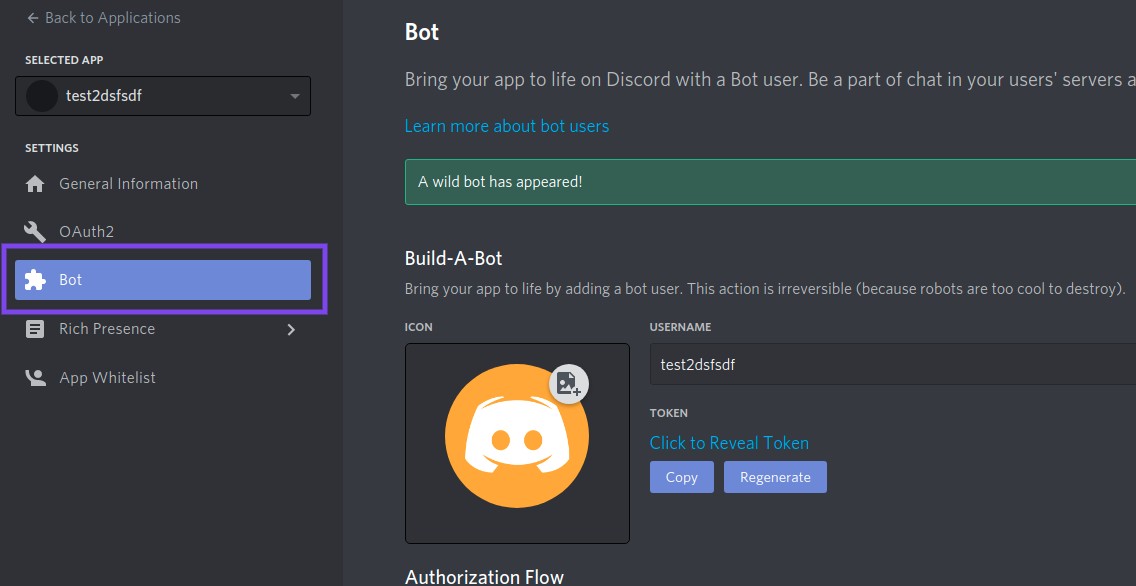 Back to Applications
SELECTED APP
test2dsfsdf
SETTINGS
General Information
OAuth2
Bot
Rich Presence
App Whitelist
Bot
Bring your app to life on Discord with a Bot user. Be a part of chat in your users' servers a
Learn more about bot users
A wild bot has appeared!
Build-A-Bot
Bring your app to life by adding a bot user. This action is irreversible (because robots are too cool to destroy).
ICON
USERNAME
test2dsfsdf
TOKEN
Click to Reveal Token
Copy Regenerate
Authorization Flow